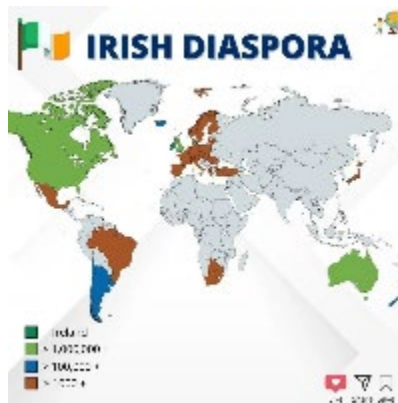 IRISH DIASPORA
Ireland
> 1,000,000
> 100,000 +